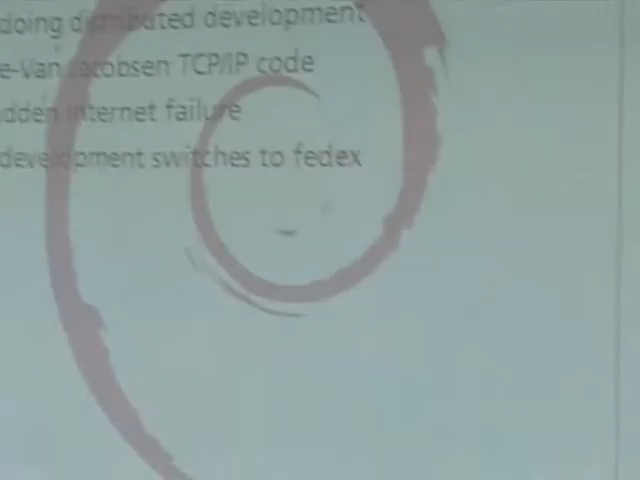 doing distributed development
e-Van Jacobsen TCP/IP code
dden internet failure
development switches to fedex